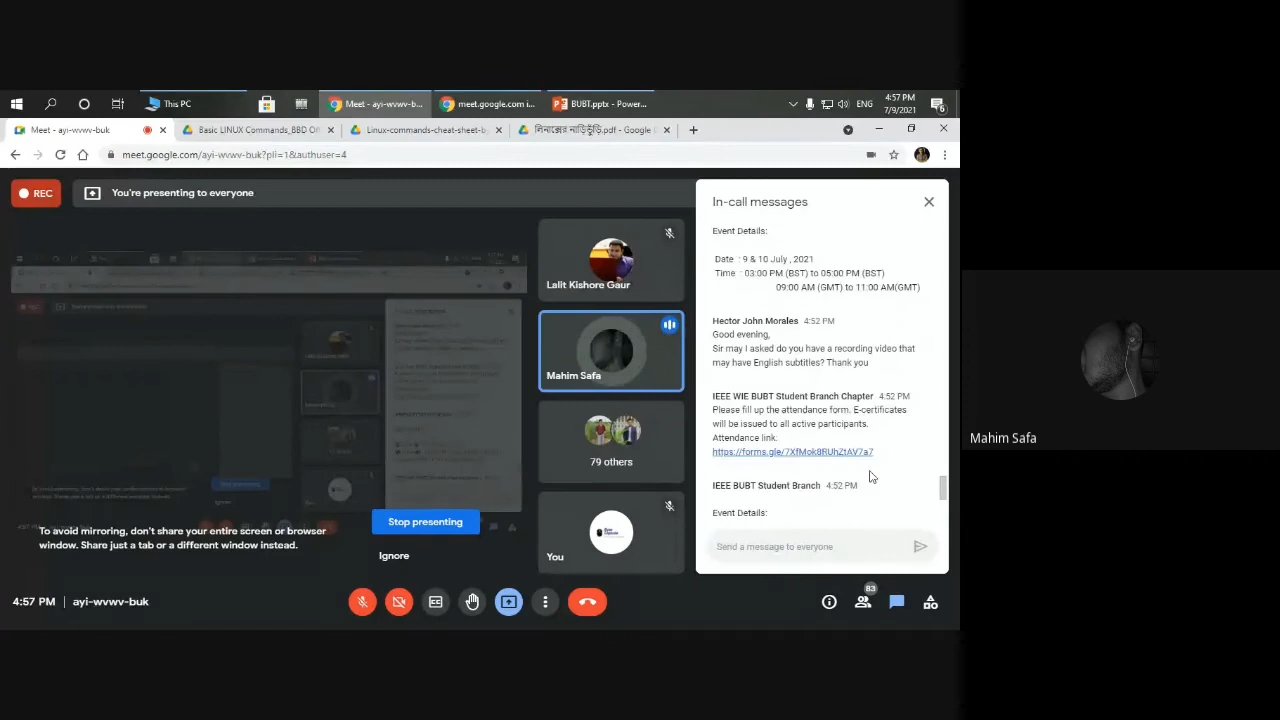 This PC
Meet - ayi-wvwv-b...
meet.google.com i...
BUBT.pptx - Power...
ENG
4:57 PM
7/9/2021
6
Meet - ayi-wvwv-buk
Basic LINUX Commands_BBD O
Linux-commands-cheat-sheet-b
লিনাক্সের নাড়িভুঁড়ি.pdf - Google
meet.google.com/ayi-wvwv-buk?pli=1&authuser=4
REC
You're presenting to everyone
In-call messages
Event Details:
Date : 9 & 10 July , 2021
Time : 03:00 PM (BST) to 05:00 PM (BST)
09:00 AM (GMT) to 11:00 AM(GMT)
Hector John Morales 4:52 PM
Good evening,
Sir may I asked do you have a recording video that
may have English subtitles? Thank you
IEEE WIE BUBT Student Branch Chapter 4:52 PM
Please fill up the attendance form. E-certificates
will be issued to all active participants.
Attendance link:
https://forms.gle/7XfMok8RUhZtAV7a7
IEEE BUBT Student Branch 4:52 PM
Event Details:
Send a message to everyone
Lalit Kishore Gaur
Mahim Safa
79 others
You
To avoid mirroring, don't share your entire screen or browser
window. Share just a tab or a different window instead.
Stop presenting
Ignore
4:57 PM | ayi-wvwv-buk
83
Mahim Safa